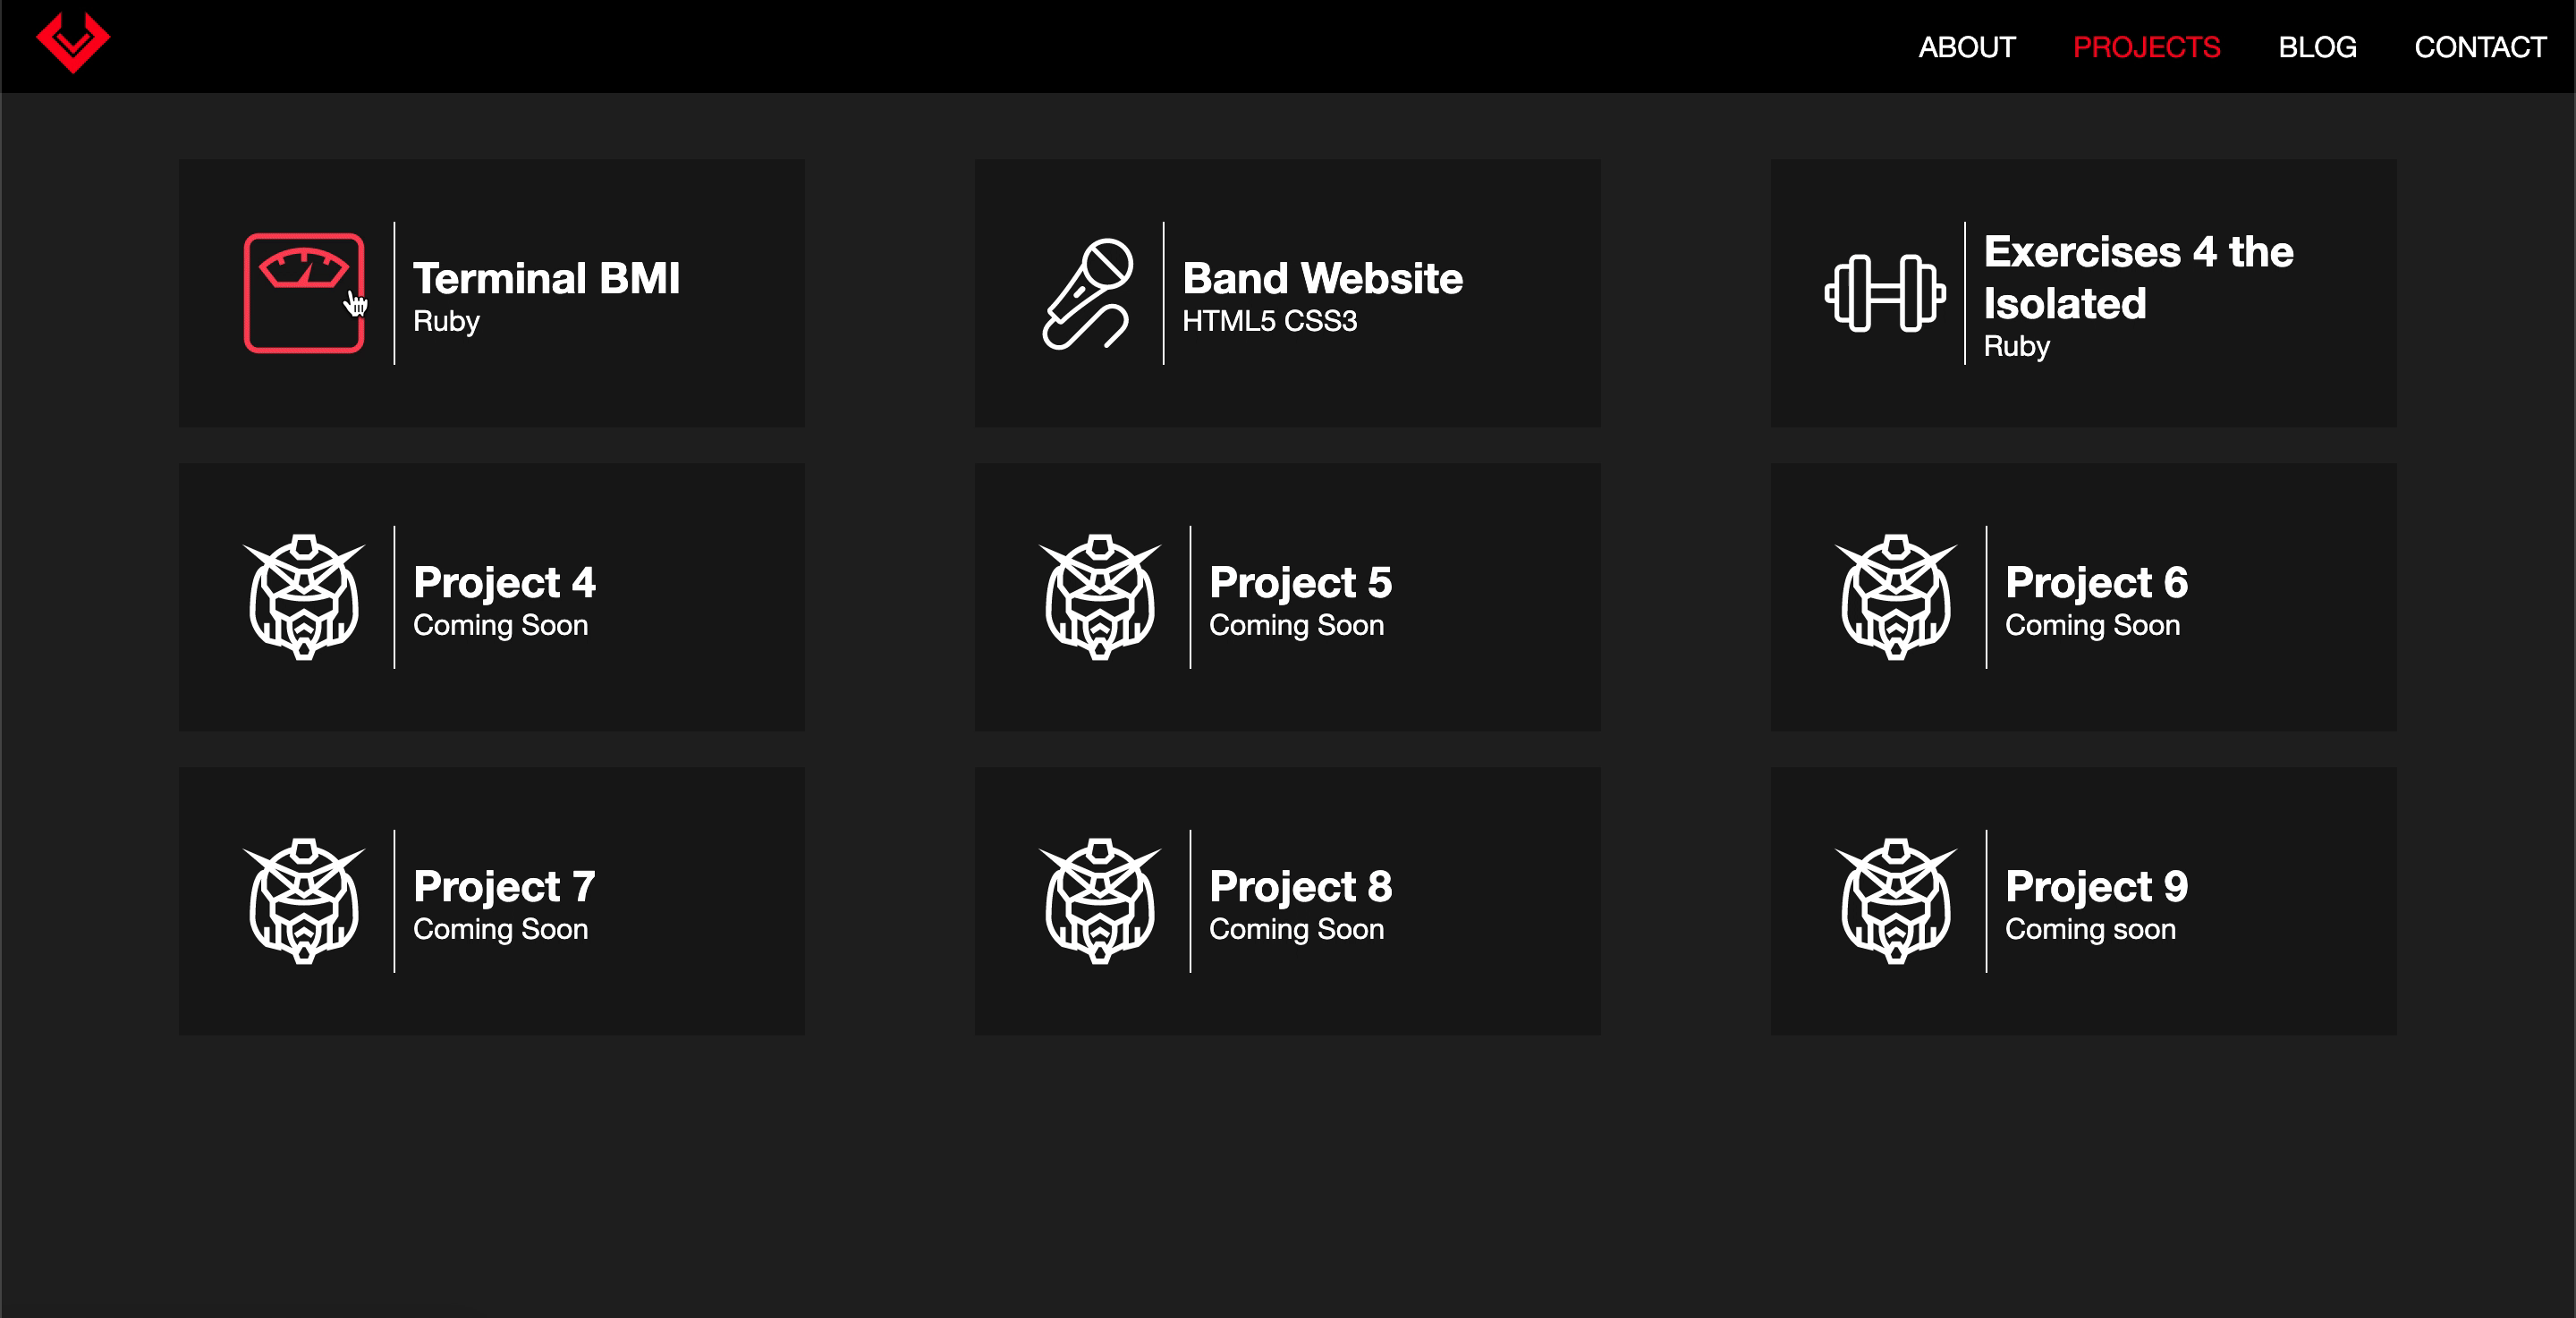 ABOUT PROJECTS BLOG CONTACT
Terminal BMI
Ruby
Band Website
HTML5 CSS3
Exercises 4 the
Isolated
Ruby
Project 4
Coming Soon
Project 5
Coming Soon
Project 6
Coming Soon
Project 7
Coming Soon
Project 8
Coming Soon
Project 9
Coming soon